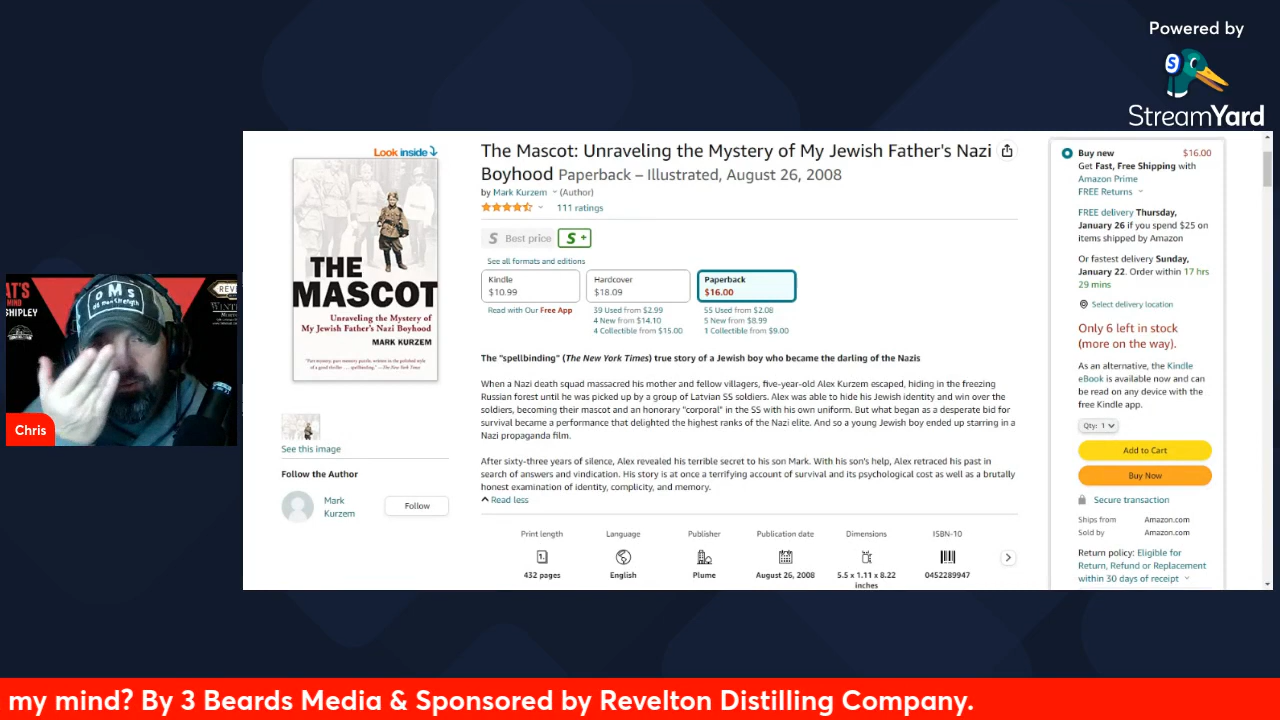 Powered by
StreamYard
Look inside
THE
MASCOT
Unraveling the Mystery of
My Jewish Father's Nazi Boyhood
MARK KURZEM
See this image
Follow the Author
Mark
Kurzem
Follow
The Mascot: Unraveling the Mystery of My Jewish Father's Nazi
Boyhood Paperback – Illustrated, August 26, 2008
by Mark Kurzem (Author)
111 ratings
S Best price S+
See all formats and editions
Kindle
$10.99
Read with Our Free App
Hardcover
$18.09
39 Used from $2.99
4 New from $14.10
4 Collectible from $15.00
Paperback
$16.00
55 Used from $2.08
5 New from $8.99
1 Collectible from $9.00
The "spellbinding" (The New York Times) true story of a Jewish boy who became the darling of the Nazis
When a Nazi death squad massacred his mother and fellow villagers, five-year-old Alex Kurzem escaped, hiding in the freezing
Russian forest until he was picked up by a group of Latvian SS soldiers. Alex was able to hide his Jewish identity and win over the
soldiers, becoming their mascot and an honorary "corporal" in the SS with his own uniform. But what began as a desperate bid for
survival became a performance that delighted the highest ranks of the Nazi elite. And so a young Jewish boy ended up starring in a
Nazi propaganda film.
After sixty-three years of silence, Alex revealed his terrible secret to his son Mark. With his son's help, Alex retraced his past in
search of answers and vindication. His story is at once a terrifying account of survival and its psychological cost as well as a brutally
honest examination of identity, complicity, and memory.
Read less
Print length
432 pages
Language
English
Publisher
Plume
Publication date
August 26, 2008
Dimensions
5.5 x 1.11 x 8.22
inches
ISBN-10
0452289947
Buy new $16.00
Get Fast, Free Shipping with
Amazon Prime
FREE Returns
FREE delivery Thursday,
January 26 if you spend $25 on
items shipped by Amazon
Or fastest delivery Sunday,
January 22. Order within 17 hrs
29 mins
Select delivery location
Only 6 left in stock
(more on the way).
As an alternative, the Kindle
eBook is available now and can
be read on any device with the
free Kindle app.
Qty: 1
Add to Cart
Buy Now
Secure transaction
Ships from Amazon.com
Sold by Amazon.com
Return policy: Eligible for
Return, Refund or Replacement
within 30 days of receipt
SHIPLEY
OMS
Chris
my mind? By 3 Beards Media & Sponsored by Revelton Distilling Company.